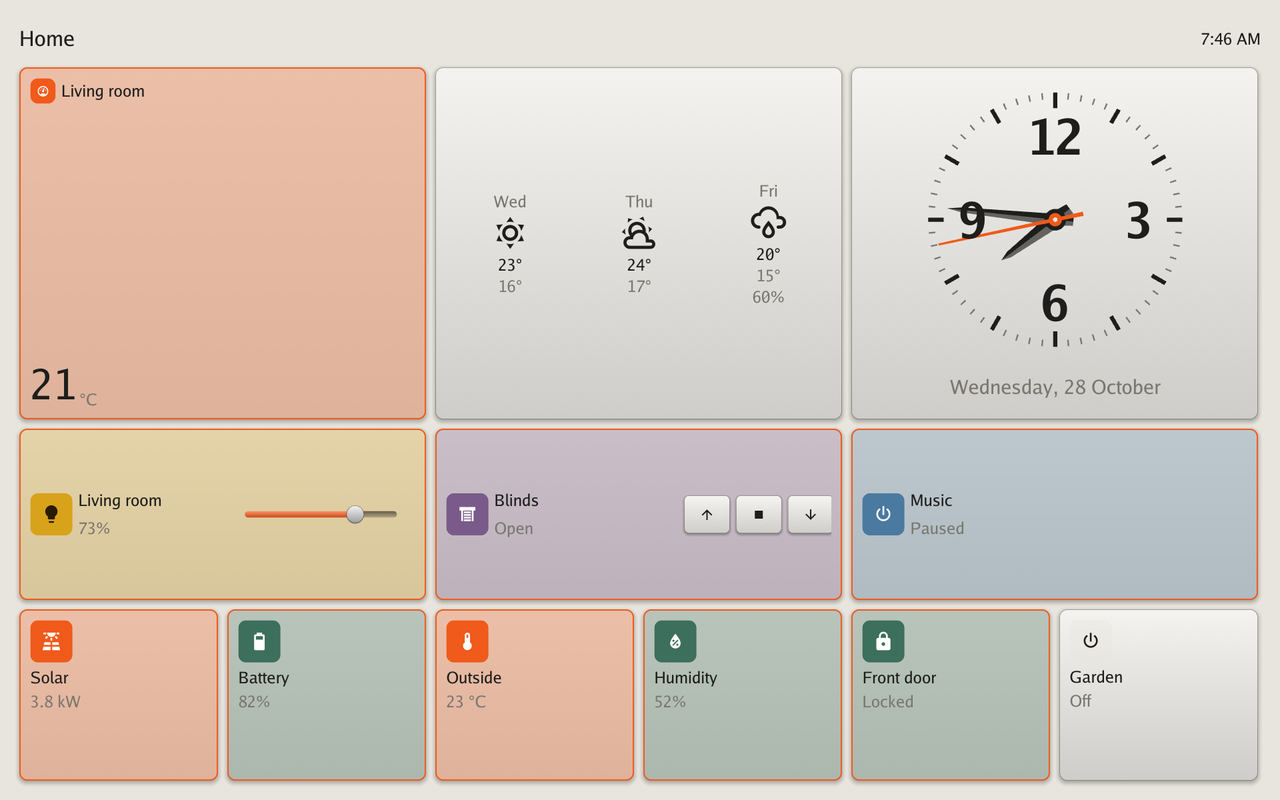 Home
7:46 AM
Living room
21 °C
Wed
23°
16°
Thu
24°
17°
Fri
20°
15°
60%
12
3
6
9
Wednesday, 28 October
Living room
73%
Blinds
Open
Music
Paused
Solar
3.8 kW
Battery
82%
Outside
23 °C
Humidity
52%
Front door
Locked
Garden
Off